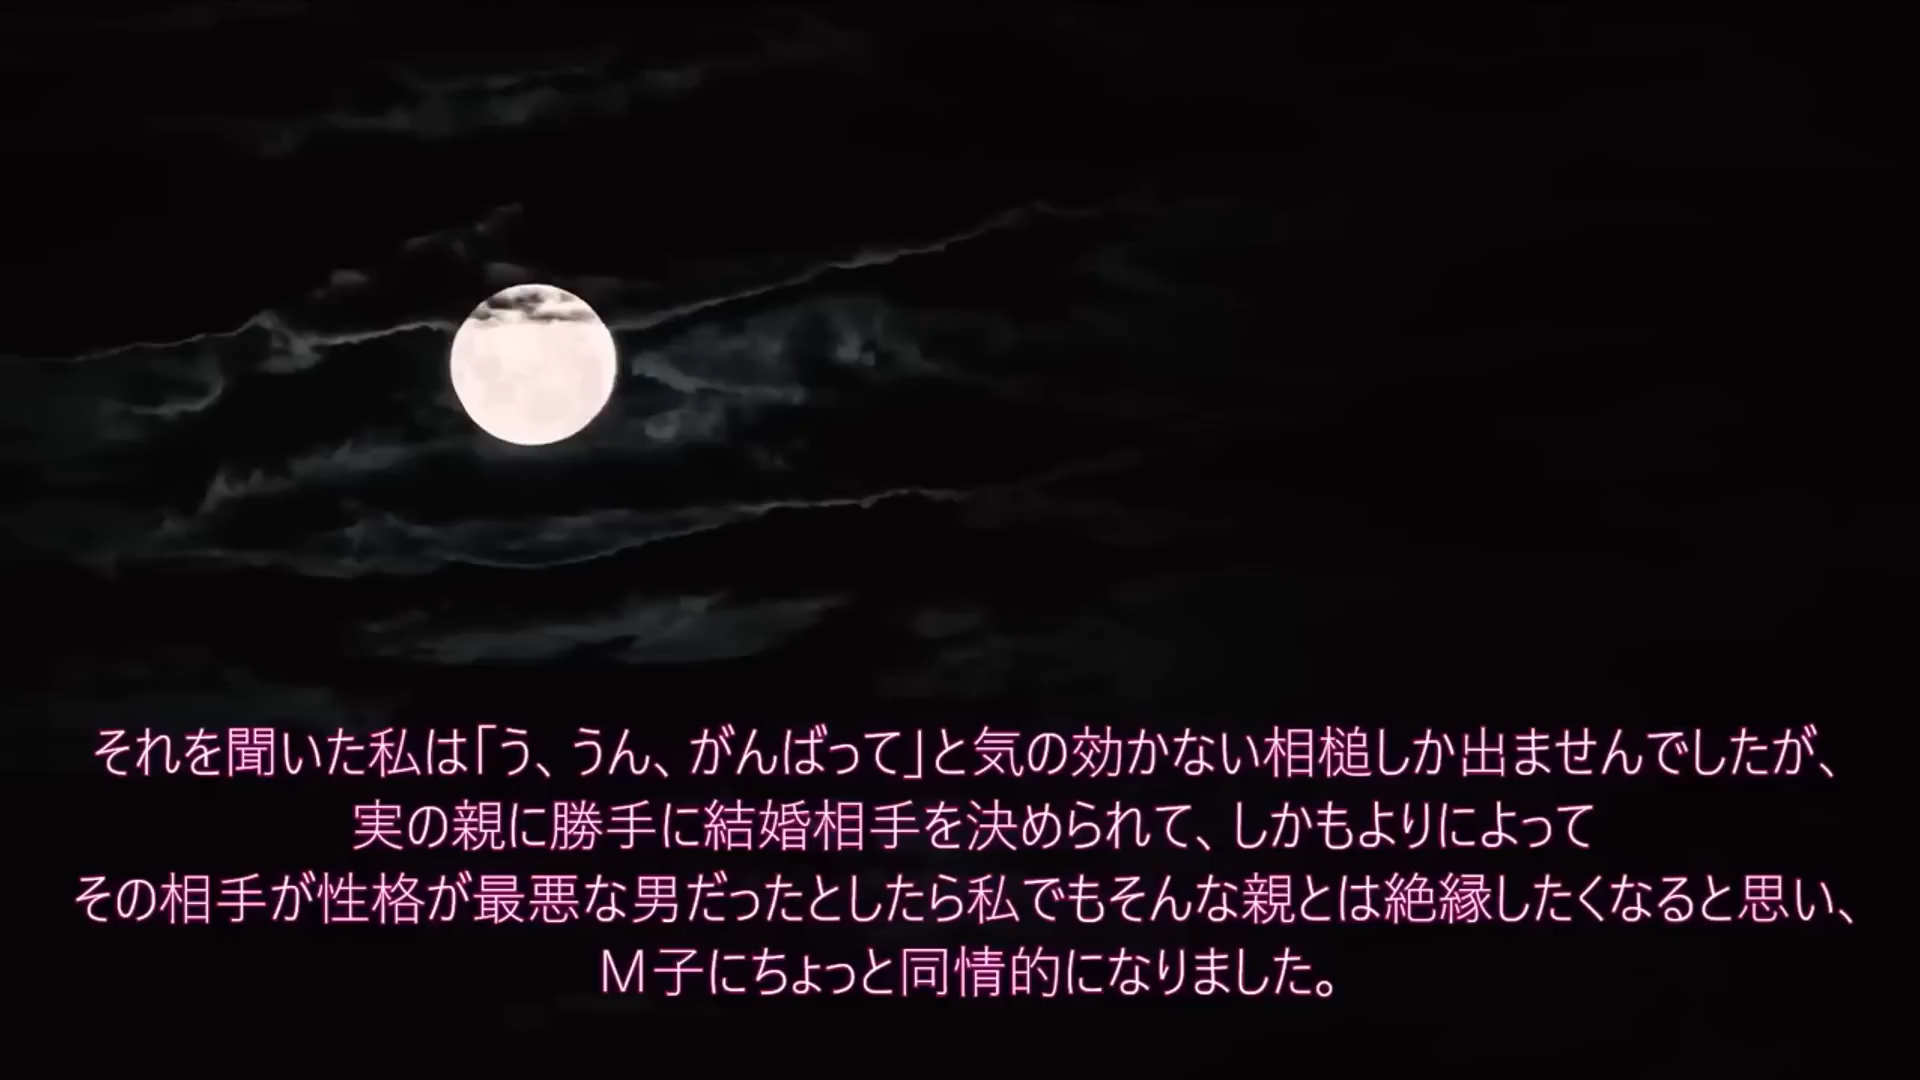 それを聞いた私は｢う、うん、がんばって｣と気の効かない相槌しか出ませんでしたが、
実の親に勝手に結婚相手を決められて、しかもよりによって
その相手が性格が最悪な男だったとしたら私でもそんな親とは絶縁したくなると思い、
Ｍ子にちょっと同情的になりました。